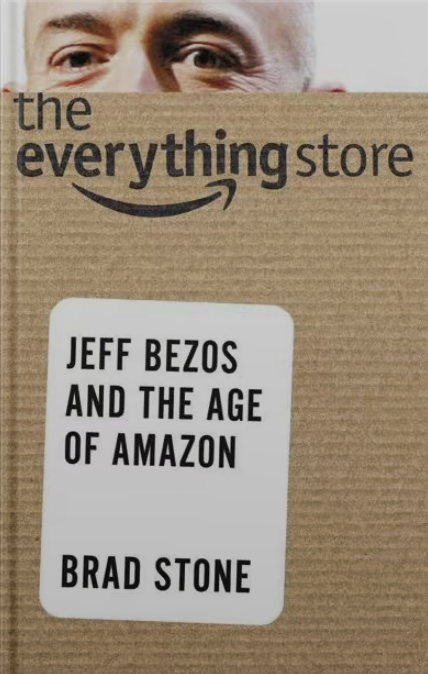 the
everything store
JEFF BEZOS
AND THE AGE
OF AMAZON
BRAD STONE